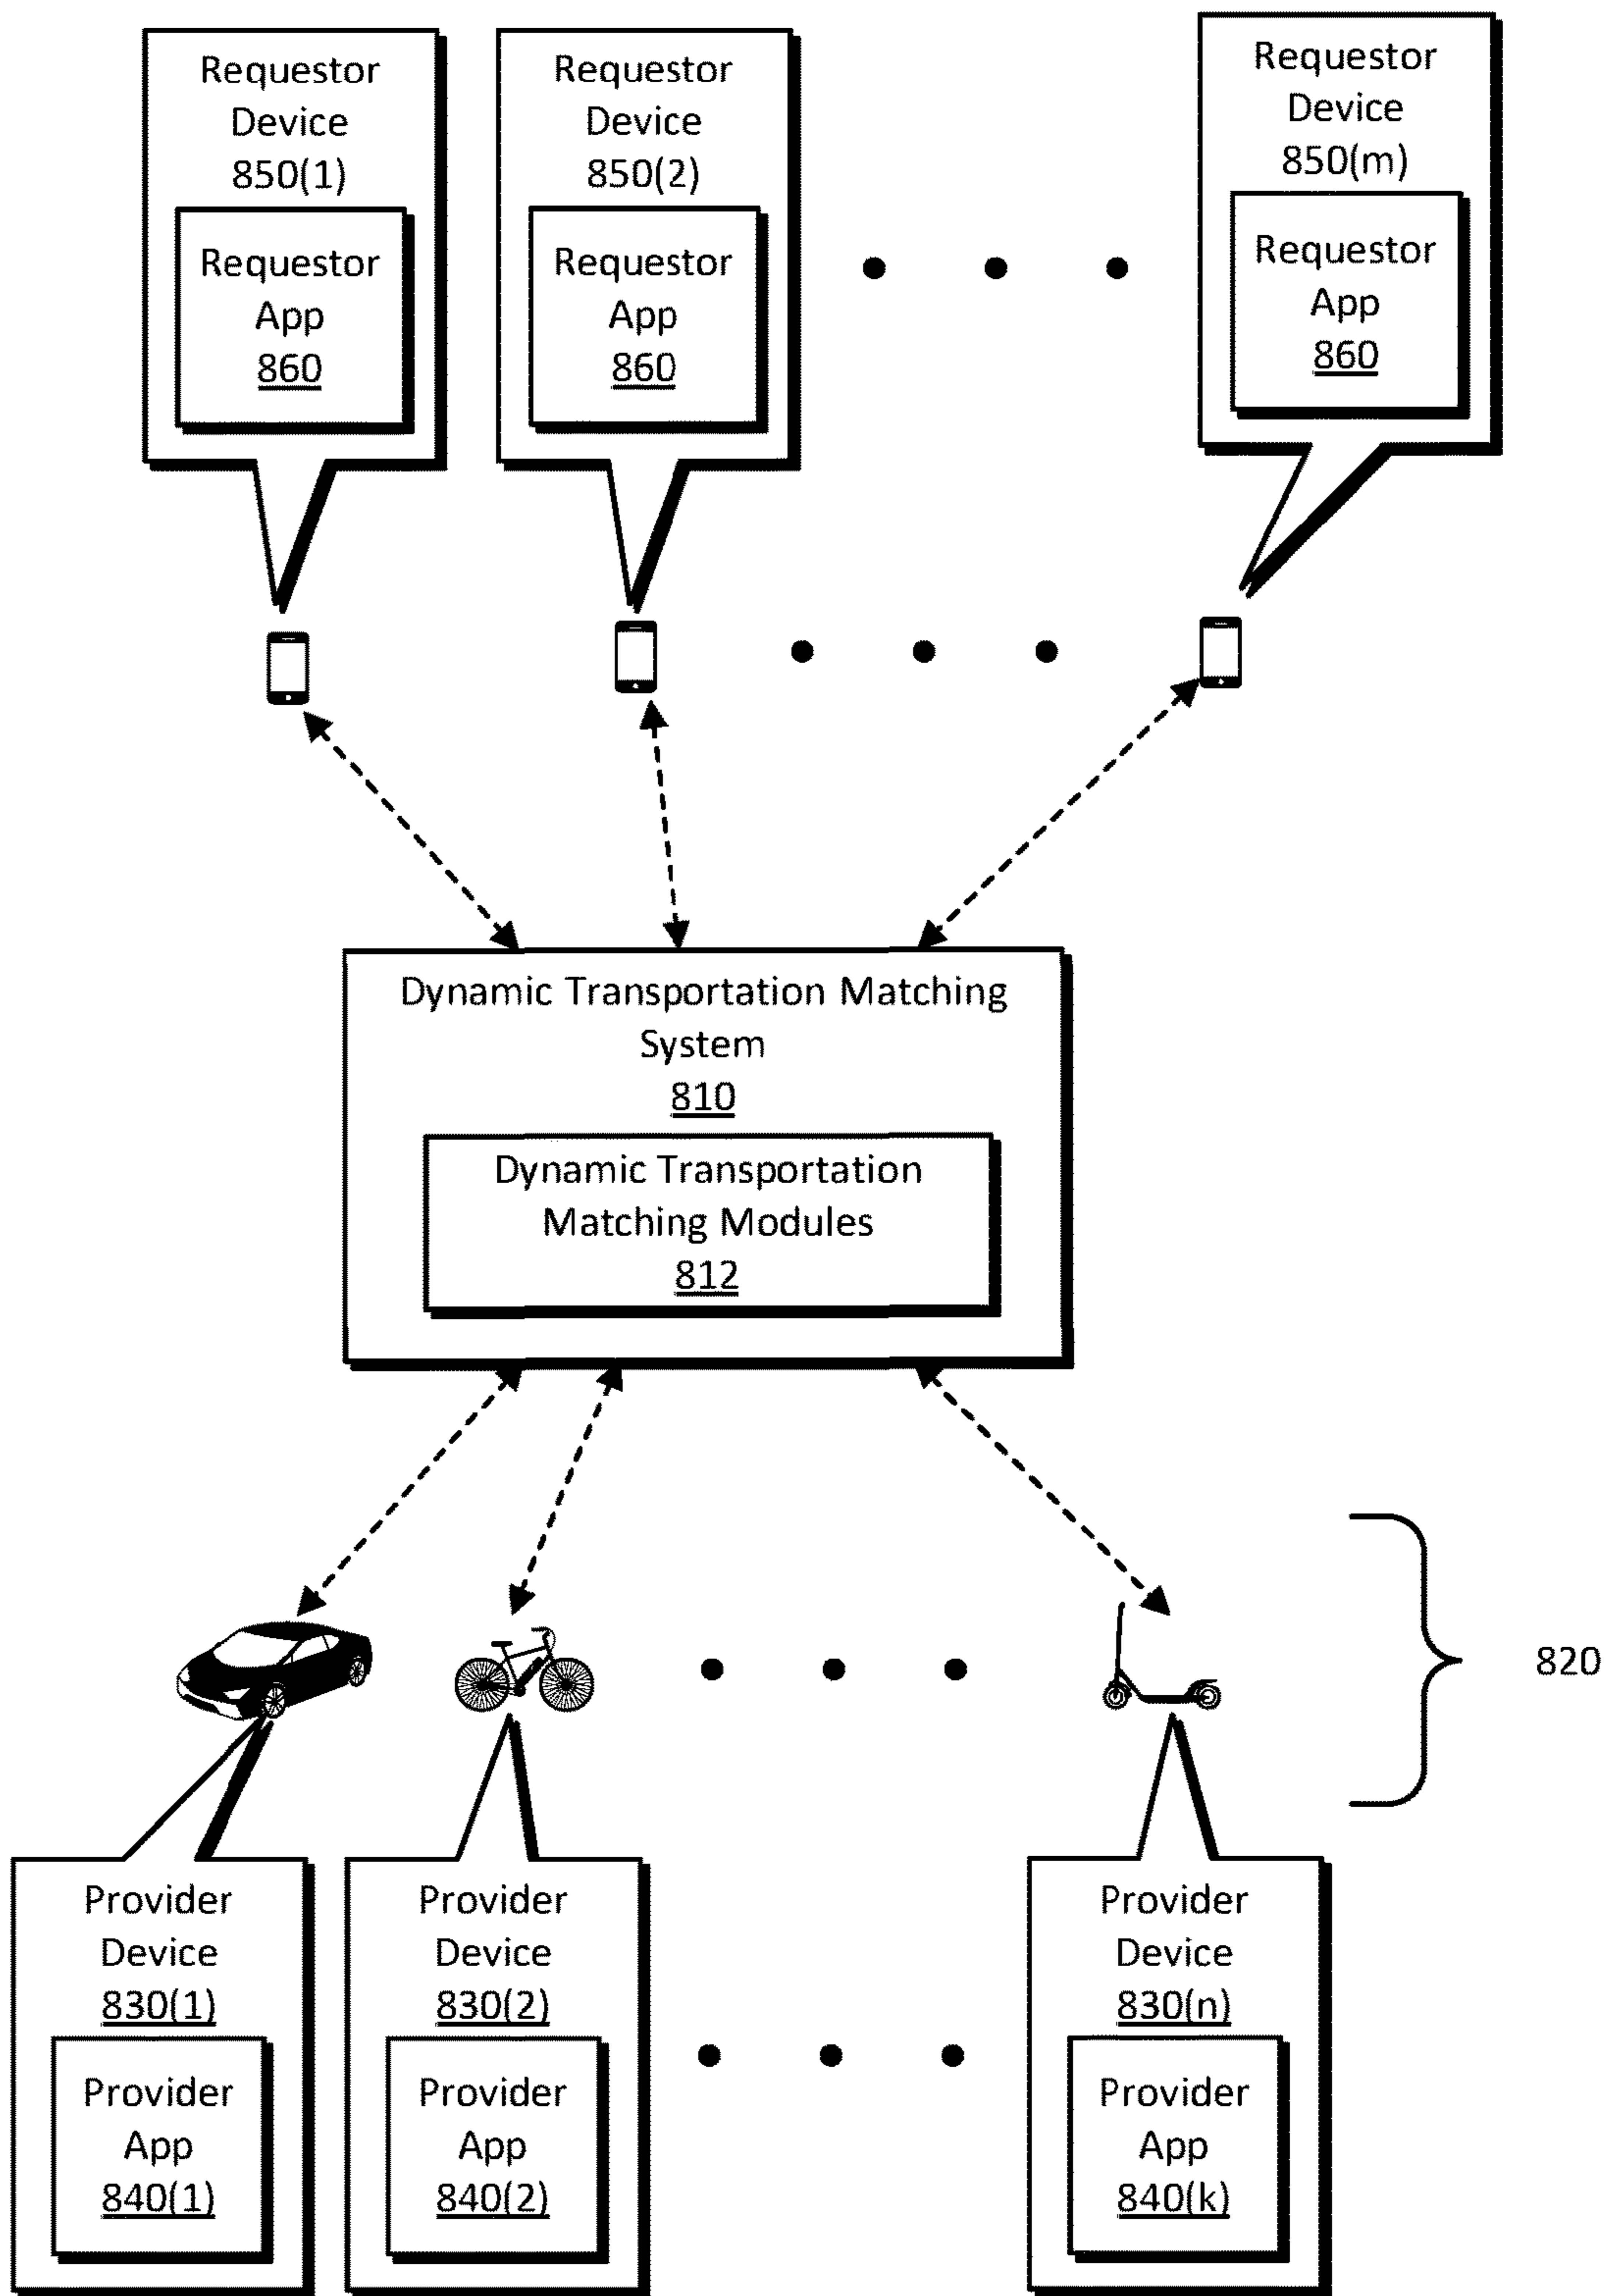 Requestor
Device
850(1)
Requestor
App
860
Requestor
Device
850(2)
Requestor
App
860
Requestor
Device
850(m)
Requestor
App
860
Dynamic Transportation Matching
System
810
Dynamic Transportation
Matching Modules
812
820
Provider
Device
830(1)
Provider
App
840(1)
Provider
Device
830(2)
Provider
App
840(2)
Provider
Device
830(n)
Provider
App
840(k)